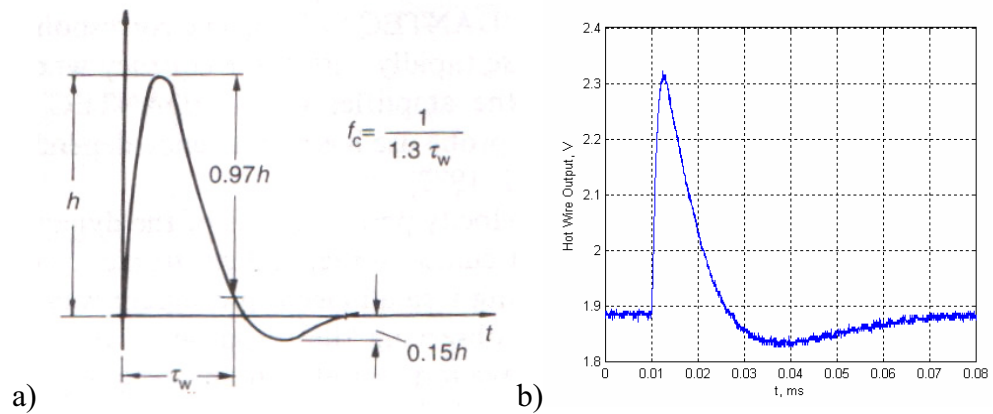 h
0.97h
f_c = 1 / 1.3 τ_w
t
0.15h
τ_w
a)
2.4
2.3
2.2
2.1
2
1.9
1.8
Hot Wire Output, V
0 0.01 0.02 0.03 0.04 0.05 0.06 0.07 0.08
t, ms
b)